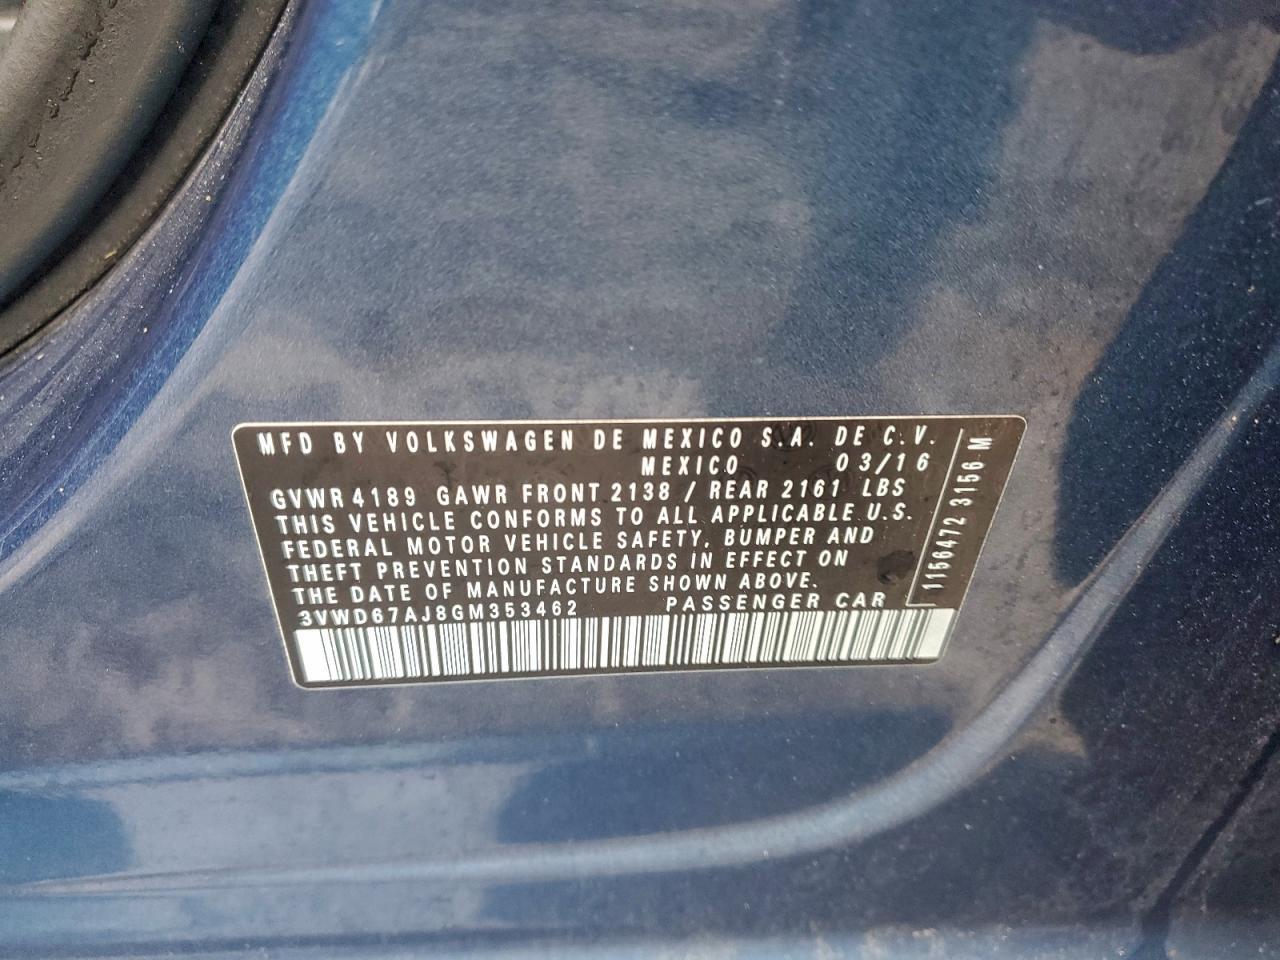 MFD BY VOLKSWAGEN DE MEXICO S.A. DE C.V.
MEXICO 03/16
GVWR 4189 GAWR FRONT 2138 / REAR 2161 LBS
THIS VEHICLE CONFORMS TO ALL APPLICABLE U.S.
FEDERAL MOTOR VEHICLE SAFETY, BUMPER AND
THEFT PREVENTION STANDARDS IN EFFECT ON
THE DATE OF MANUFACTURE SHOWN ABOVE.
3VWD67AJ8GM353462 PASSENGER CAR
1156472 3156 M